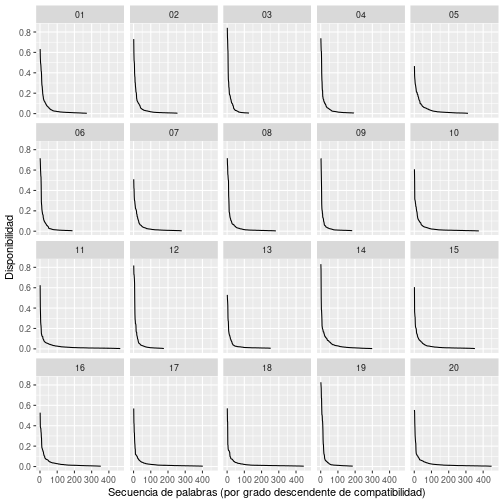 01 02 03 04 05
0.8
0.6
0.4
0.2
0.0
06 07 08 09 10
0.8
0.6
0.4
0.2
0.0
Disponibilidad
11 12 13 14 15
0.8
0.6
0.4
0.2
0.0
16 17 18 19 20
0.8
0.6
0.4
0.2
0.0
0 100 200 300 400 0 100 200 300 400 0 100 200 300 400 0 100 200 300 400 0 100 200 300 400
Secuencia de palabras (por grado descendente de compatibilidad)